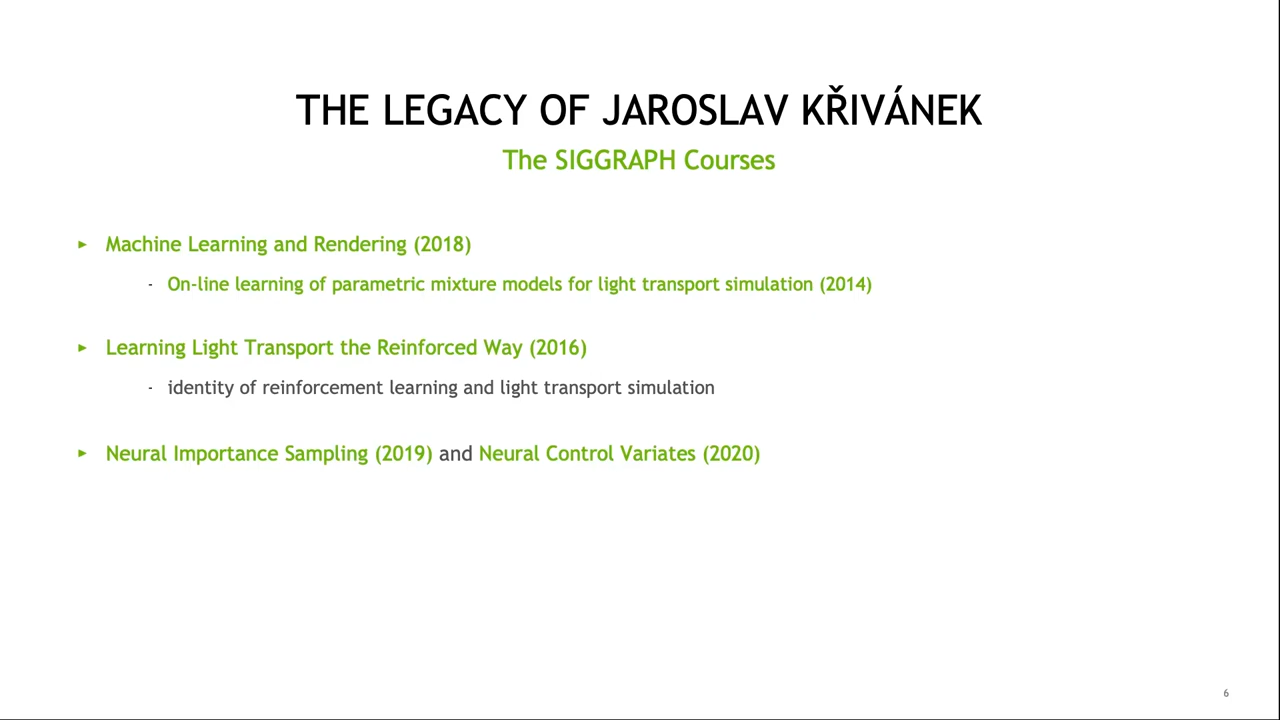 THE LEGACY OF JAROSLAV KŘIVÁNEK
The SIGGRAPH Courses
▸ Machine Learning and Rendering (2018)
- On-line learning of parametric mixture models for light transport simulation (2014)
▸ Learning Light Transport the Reinforced Way (2016)
- identity of reinforcement learning and light transport simulation
▸ Neural Importance Sampling (2019) and Neural Control Variates (2020)
6